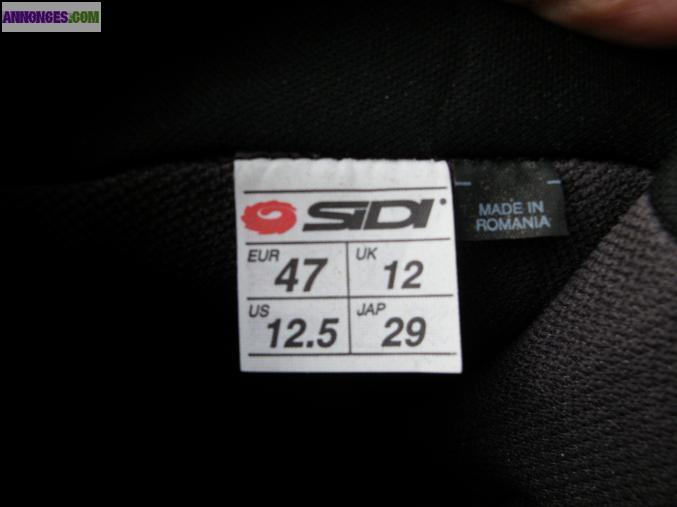 ANNONCES.COM
SIDI
EUR 47 UK 12
US 12.5 JAP 29
MADE IN
ROMANIA